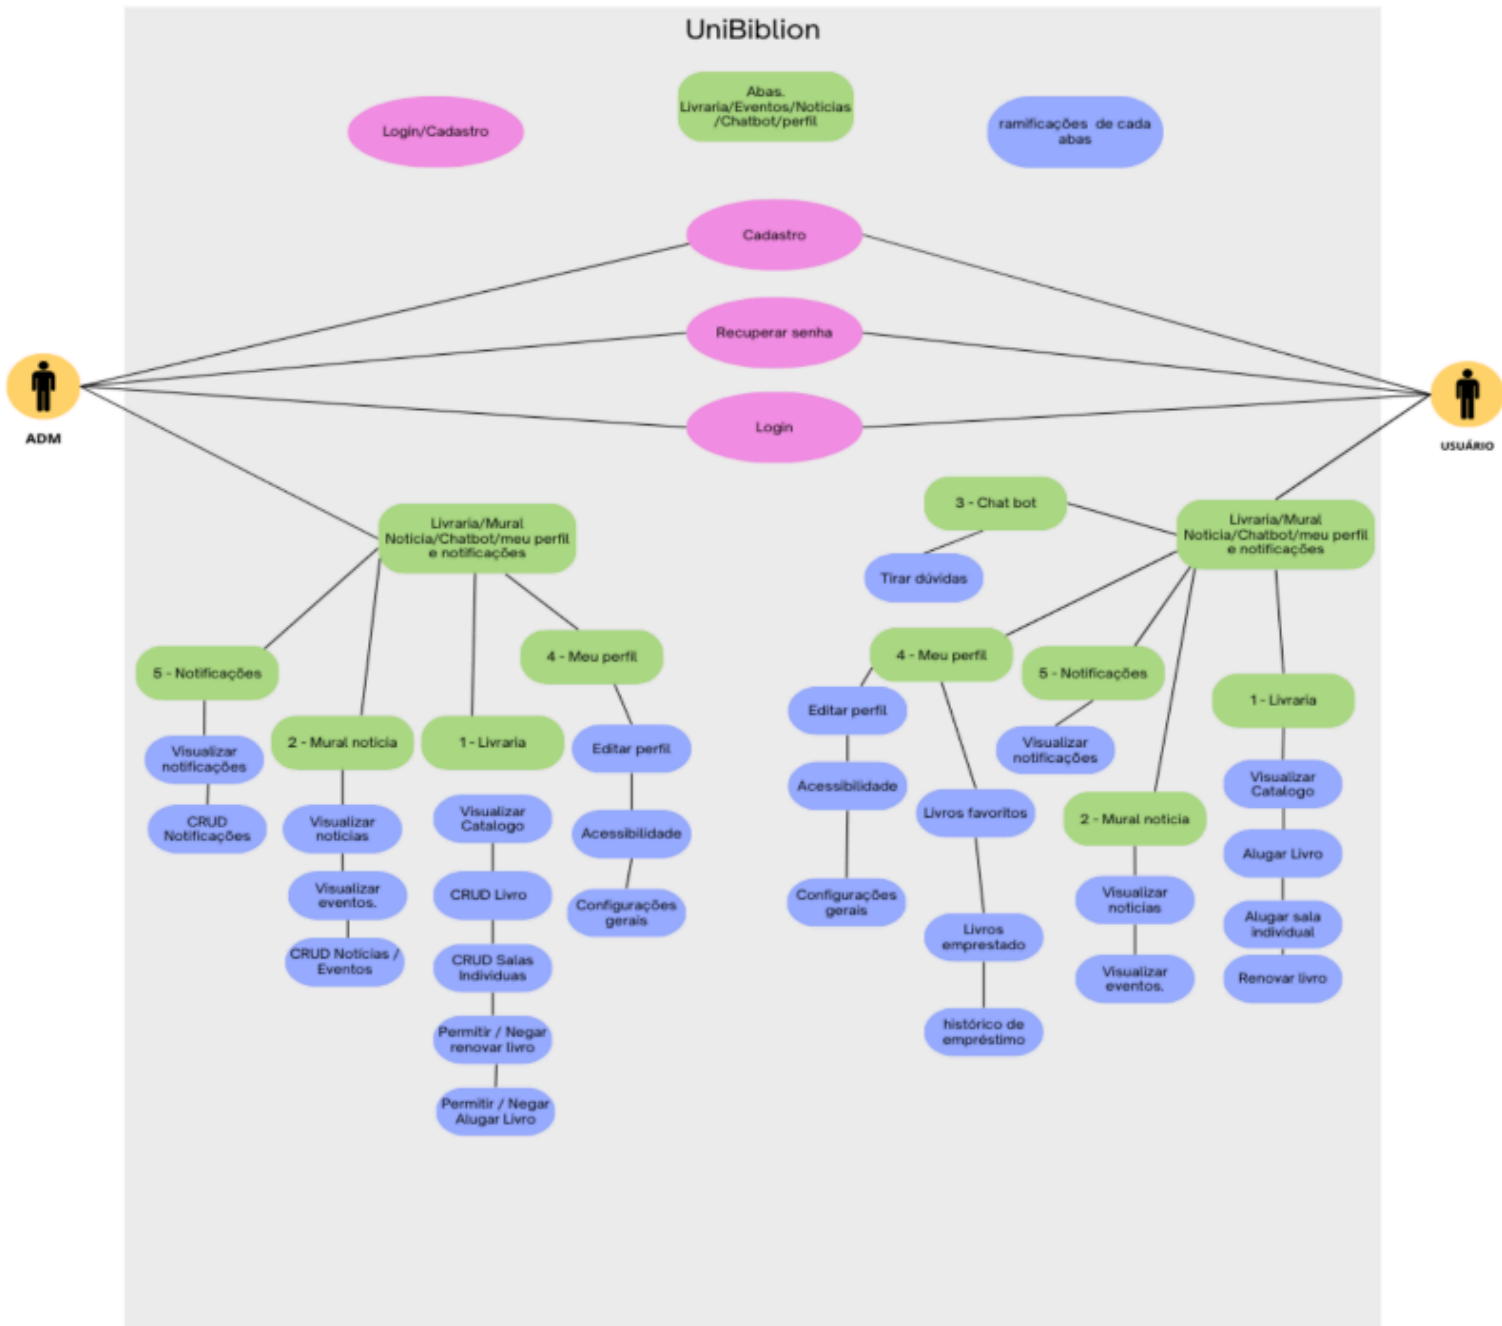 UniBiblion
Login/Cadastro
Abas.
Livraria/Eventos/Noticias
/Chatbot/perfil
ramificações de cada
abas
Cadastro
Recuperar senha
Login
ADM
USUÁRIO
Livraria/Mural
Noticia/Chatbot/meu perfil
e notificações
5 - Notificações
Visualizar
notificações
CRUD
Notificações
2 - Mural noticia
Visualizar
noticias
Visualizar
eventos.
CRUD Notícias /
Eventos
1 - Livraria
Visualizar
Catalogo
CRUD Livro
CRUD Salas
Individuas
Permitir / Negar
renovar livro
Permitir / Negar
Alugar Livro
4 - Meu perfil
Editar perfil
Acessibilidade
Configurações
gerais
Livraria/Mural
Noticia/Chatbot/meu perfil
e notificações
3 - Chat bot
Tirar dúvidas
4 - Meu perfil
Editar perfil
Acessibilidade
Configurações
gerais
Livros favoritos
Livros
emprestado
histórico de
empréstimo
5 - Notificações
Visualizar
notificações
2 - Mural noticia
Visualizar
noticias
Visualizar
eventos.
1 - Livraria
Visualizar
Catalogo
Alugar Livro
Alugar sala
individual
Renovar livro